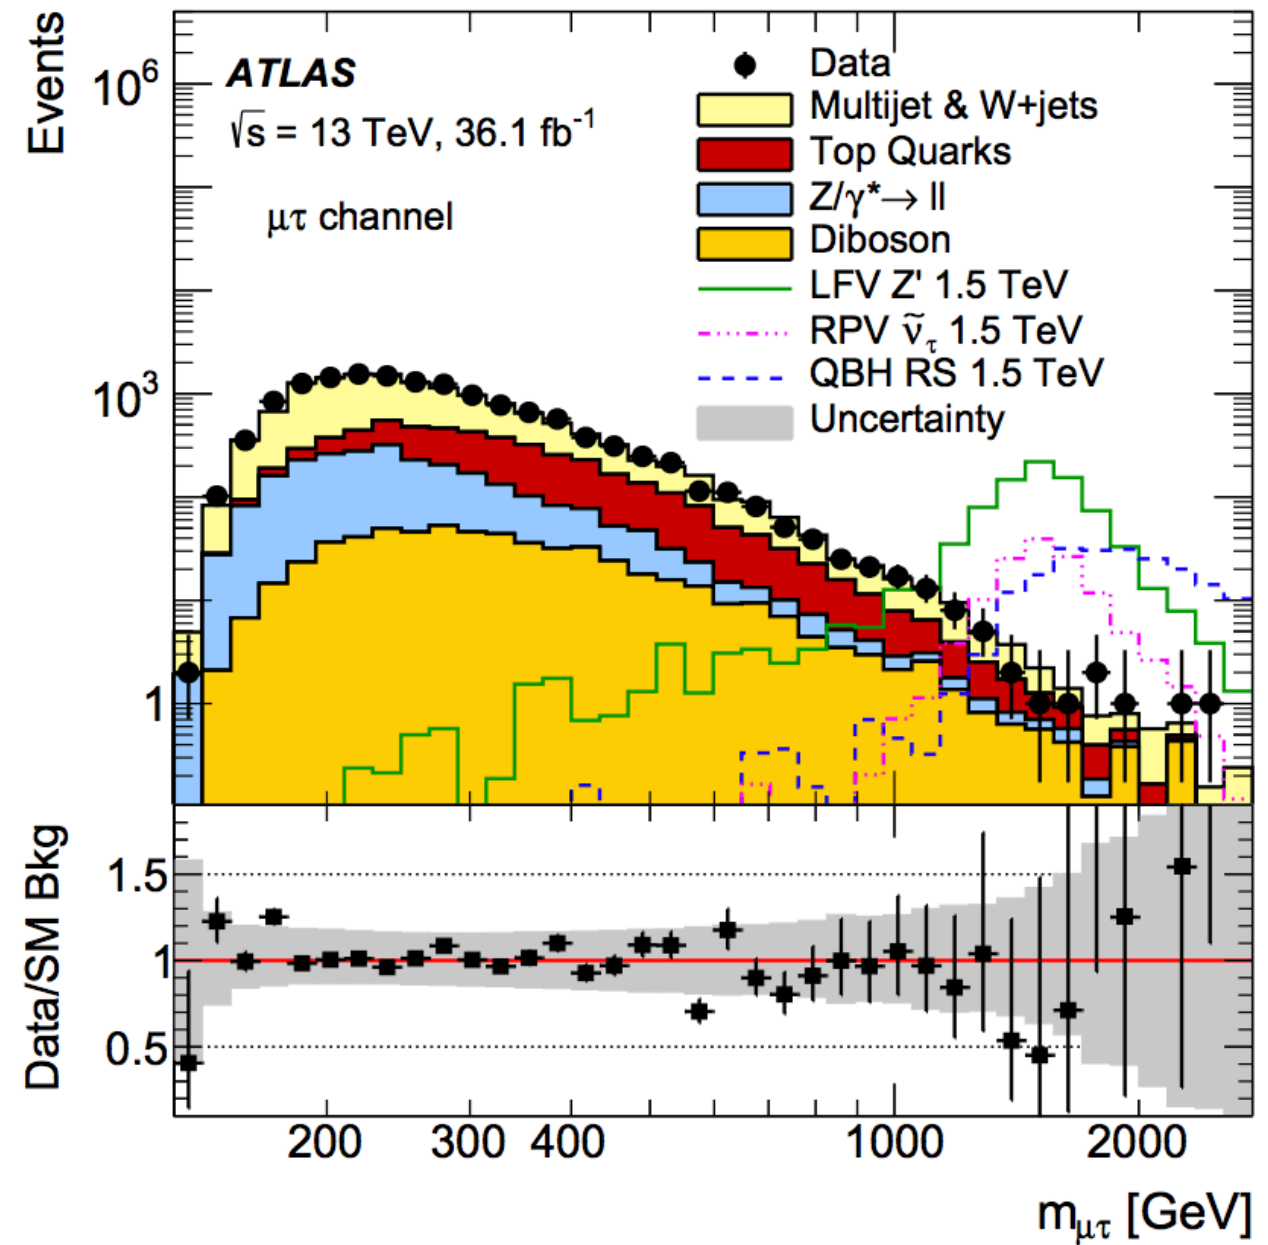 Events
10⁶
10³
1
ATLAS
√s = 13 TeV, 36.1 fb⁻¹
μτ channel
Data
Multijet & W+jets
Top Quarks
Z/γ*→ ll
Diboson
LFV Z' 1.5 TeV
RPV ν̃τ 1.5 TeV
QBH RS 1.5 TeV
Uncertainty
Data/SM Bkg
1.5
1
0.5
200 300 400 1000 2000
mμτ [GeV]